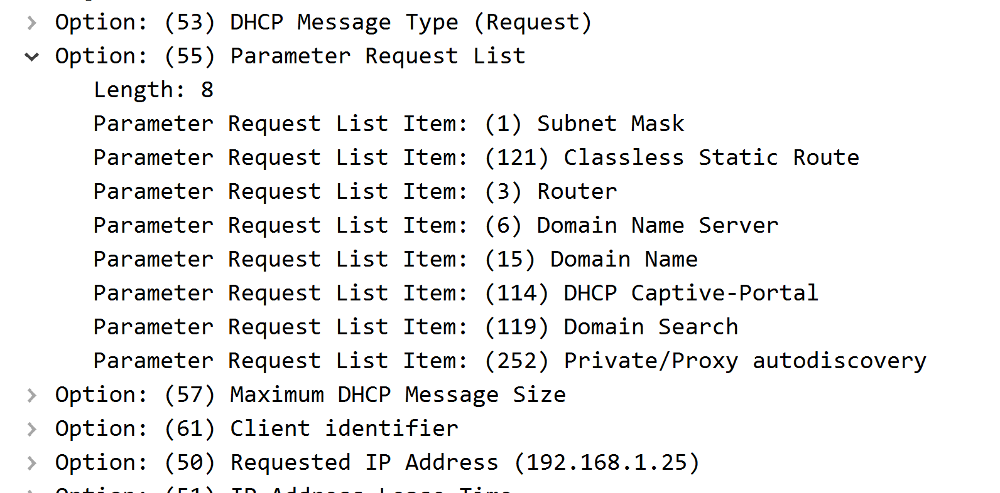 Option: (53) DHCP Message Type (Request)
Option: (55) Parameter Request List
Length: 8
Parameter Request List Item: (1) Subnet Mask
Parameter Request List Item: (121) Classless Static Route
Parameter Request List Item: (3) Router
Parameter Request List Item: (6) Domain Name Server
Parameter Request List Item: (15) Domain Name
Parameter Request List Item: (114) DHCP Captive-Portal
Parameter Request List Item: (119) Domain Search
Parameter Request List Item: (252) Private/Proxy autodiscovery
Option: (57) Maximum DHCP Message Size
Option: (61) Client identifier
Option: (50) Requested IP Address (192.168.1.25)
Option: (51) IP Address Lease Time